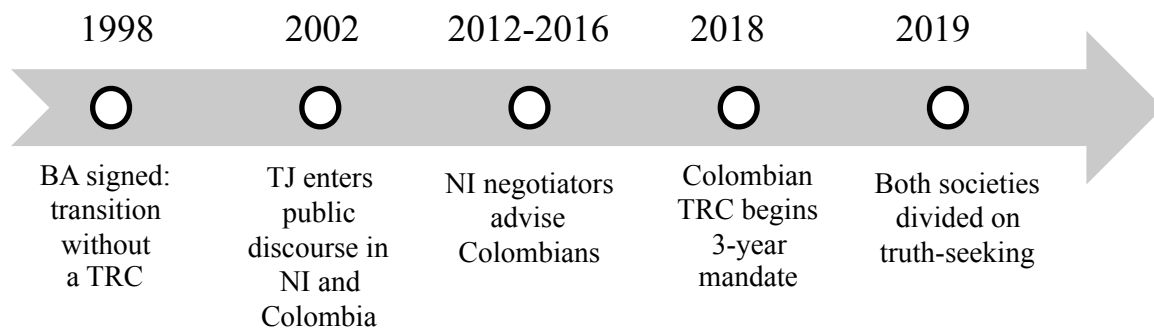 1998
2002
2012-2016
2018
2019
BA signed:
transition
without
a TRC
TJ enters
public
discourse in
NI and
Colombia
NI negotiators
advise
Colombians
Colombian
TRC begins
3-year
mandate
Both societies
divided on
truth-seeking